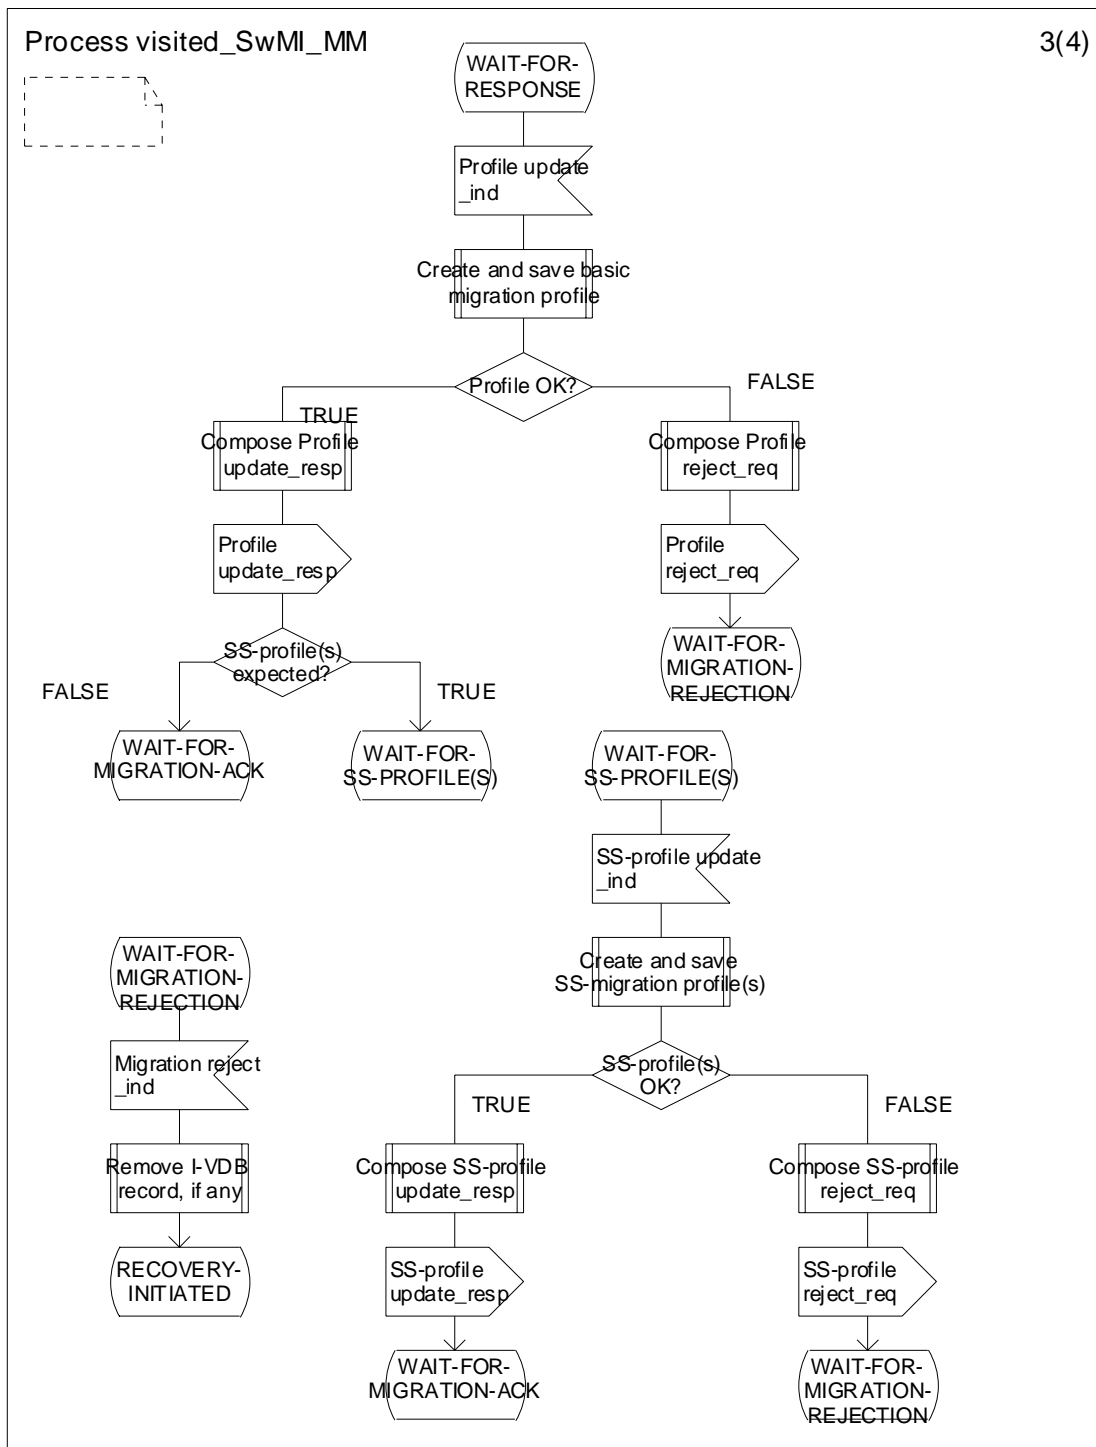 Process visited_SwMI_MM
3(4)
WAIT-FOR-
RESPONSE
Profile update
_ind
Create and save basic
migration profile
Profile OK?
TRUE
FALSE
Compose Profile
update_resp
Compose Profile
reject_req
Profile
update_resp
Profile
reject_req
SS-profile(s)
expected?
WAIT-FOR-
MIGRATION-
REJECTION
FALSE
TRUE
WAIT-FOR-
MIGRATION-ACK
WAIT-FOR-
SS-PROFILE(S)
WAIT-FOR-
SS-PROFILE(S)
SS-profile update
_ind
WAIT-FOR-
MIGRATION-
REJECTION
Create and save
SS-migration profile(s)
Migration reject
_ind
SS-profile(s)
OK?
TRUE
FALSE
Remove I-VDB
record, if any
Compose SS-profile
update_resp
Compose SS-profile
reject_req
RECOVERY-
INITIATED
SS-profile
update_resp
SS-profile
reject_req
WAIT-FOR-
MIGRATION-ACK
WAIT-FOR-
MIGRATION-
REJECTION